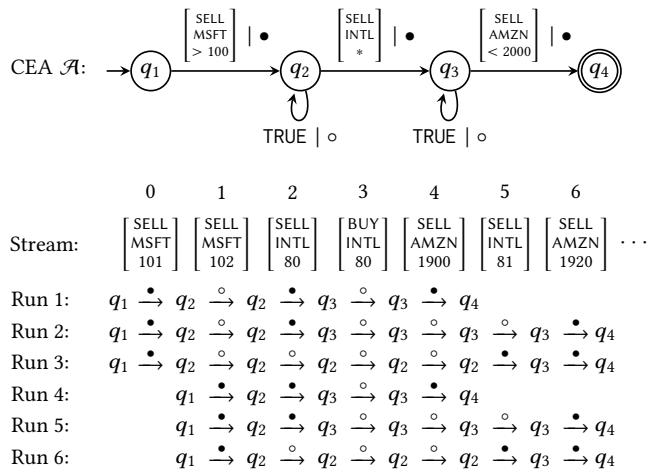 CEA 𝒜: → q₁ [SELL MSFT > 100] | ● → q₂ [SELL INTL *] | ● → q₃ [SELL AMZN < 2000] | ● → q₄
TRUE | ○ TRUE | ○
0 1 2 3 4 5 6
Stream: [SELL MSFT 101] [SELL MSFT 102] [SELL INTL 80] [BUY INTL 80] [SELL AMZN 1900] [SELL INTL 81] [SELL AMZN 1920] ⋯
Run 1: q₁ ●→ q₂ ○→ q₂ ●→ q₃ ○→ q₃ ●→ q₄
Run 2: q₁ ●→ q₂ ○→ q₂ ●→ q₃ ○→ q₃ ○→ q₃ ○→ q₃ ●→ q₄
Run 3: q₁ ●→ q₂ ○→ q₂ ○→ q₂ ○→ q₂ ○→ q₂ ●→ q₃ ●→ q₄
Run 4: q₁ ●→ q₂ ●→ q₃ ○→ q₃ ●→ q₄
Run 5: q₁ ●→ q₂ ●→ q₃ ○→ q₃ ○→ q₃ ○→ q₃ ●→ q₄
Run 6: q₁ ●→ q₂ ○→ q₂ ○→ q₂ ○→ q₂ ●→ q₃ ●→ q₄